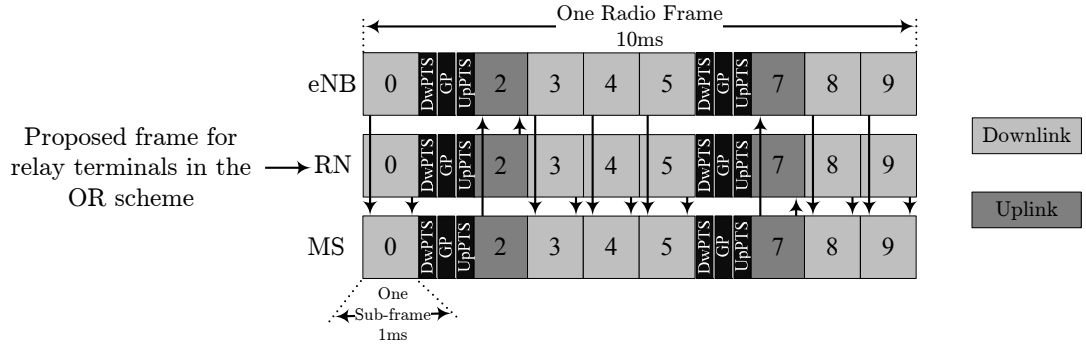 One Radio Frame
10ms
eNB 0 DwPTS GP UpPTS 2 3 4 5 DwPTS GP UpPTS 7 8 9
Proposed frame for
relay terminals in the
OR scheme
RN 0 DwPTS GP UpPTS 2 3 4 5 DwPTS GP UpPTS 7 8 9
MS 0 DwPTS GP UpPTS 2 3 4 5 DwPTS GP UpPTS 7 8 9
One
Sub-frame
1ms
Downlink
Uplink